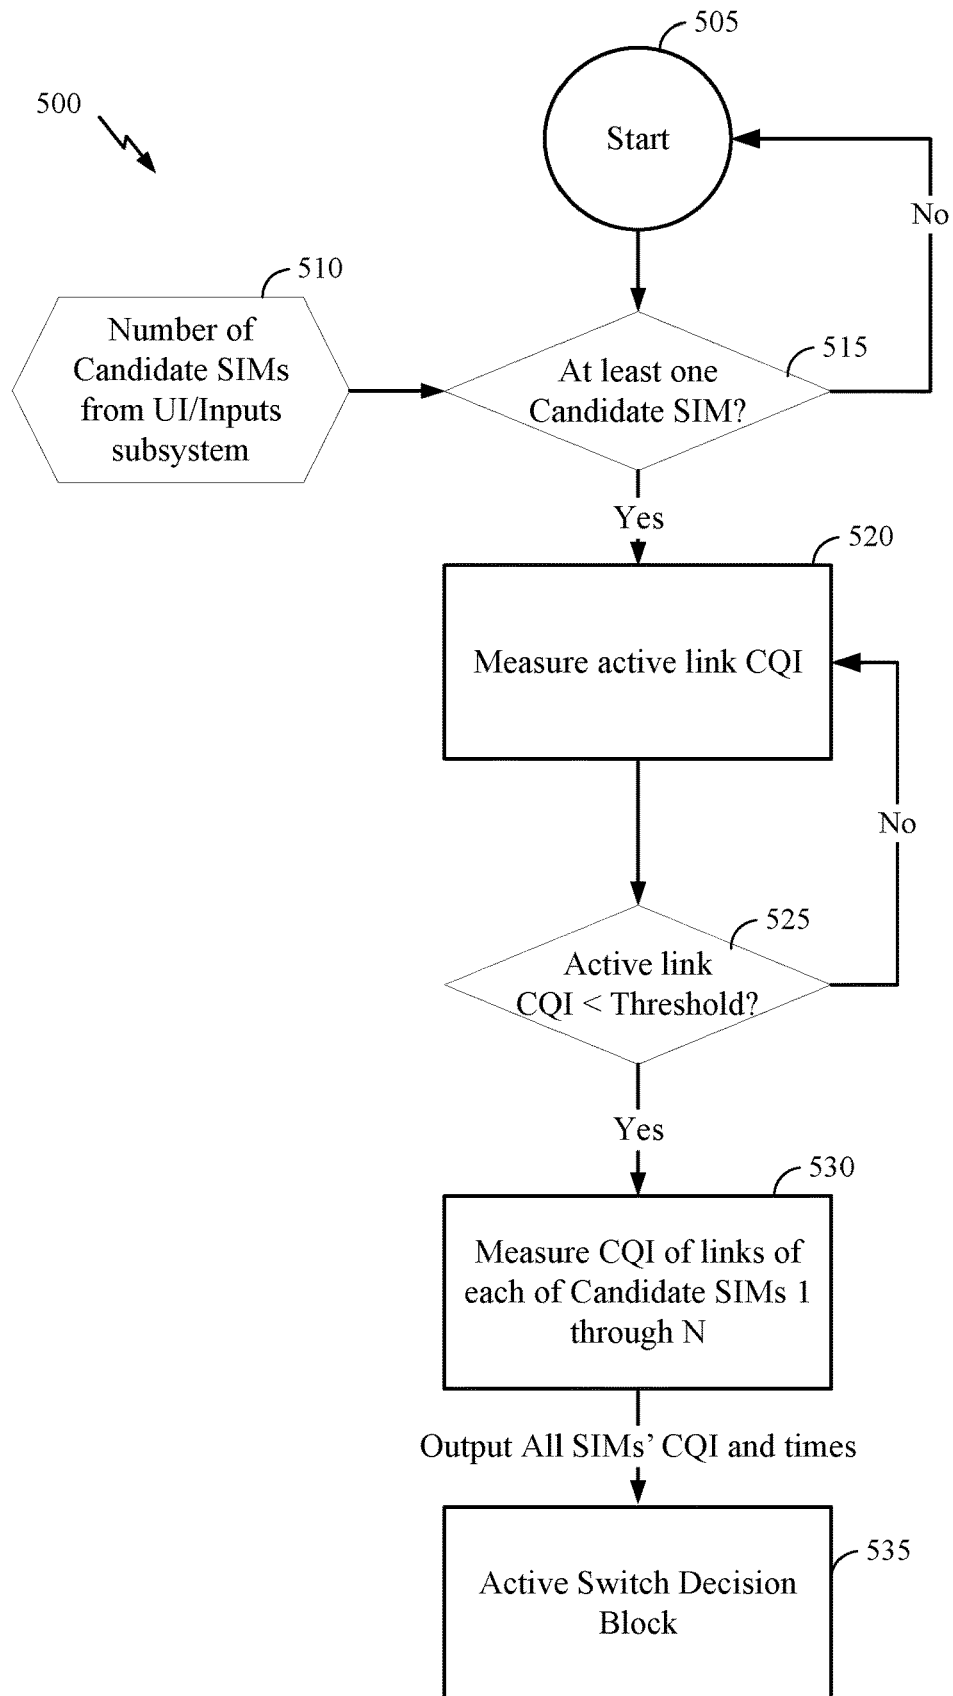 505
500
Start
No
510
Number of
Candidate SIMs
from UI/Inputs
subsystem
515
At least one
Candidate SIM?
Yes
520
Measure active link CQI
No
525
Active link
CQI < Threshold?
Yes
530
Measure CQI of links of
each of Candidate SIMs 1
through N
Output All SIMs’ CQI and times
535
Active Switch Decision
Block